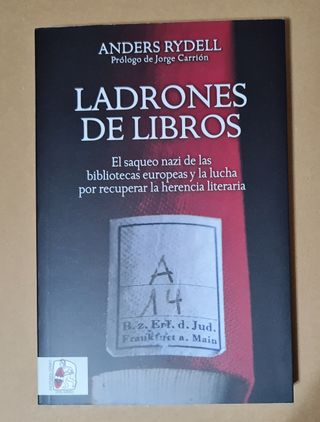 ANDERS RYDELL
Prólogo de Jorge Carrión
LADRONES
DE LIBROS
El saqueo nazi de las
bibliotecas europeas y la lucha
por recuperar la herencia literaria
A
14
B. z. Erf. d. Jud.
Frankfurt a. Main